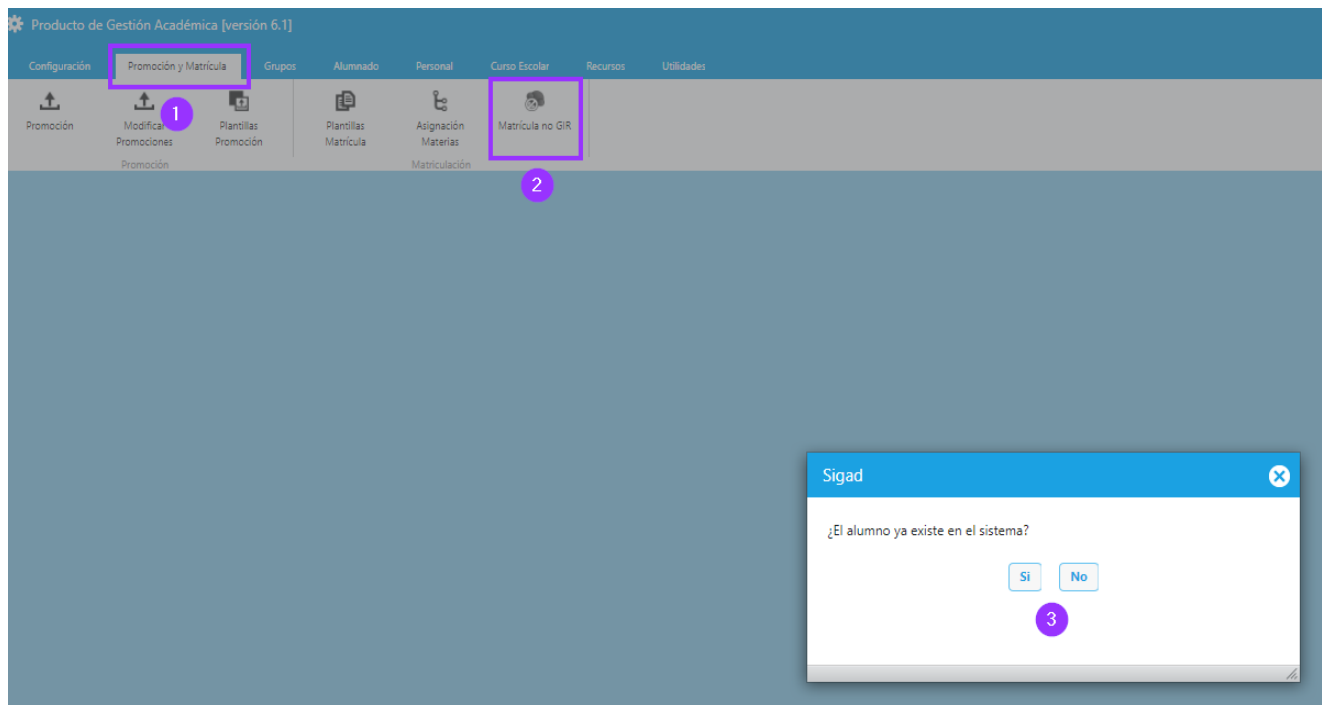 Producto de Gestión Académica [versión 6.1]
Configuración Promoción y Matrícula Grupos Alumnado Personal Curso Escolar Recursos Utilidades
1
Promoción Modificar Plantillas Plantillas Asignación Matrícula no GIR
Promociones Promoción Matrícula Materias
Promoción Matriculación
2
Sigad
¿El alumno ya existe en el sistema?
Si No
3